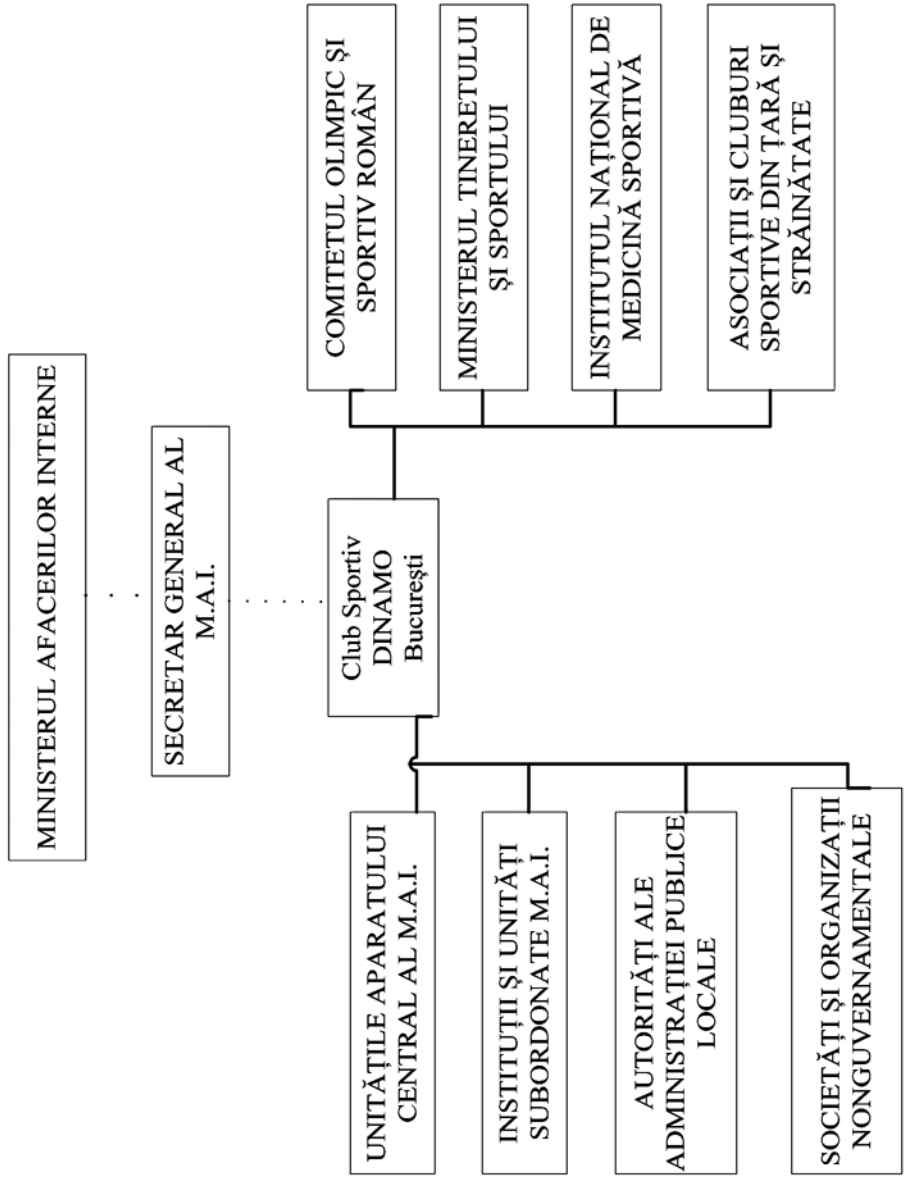 MINISTERUL AFACERILOR INTERNE
SECRETAR GENERAL AL
M.A.I.
Club Sportiv
DINAMO
București
UNITĂȚILE APARATULUI
CENTRAL AL M.A.I.
INSTITUȚII ȘI UNITĂȚI
SUBORDONATE M.A.I.
AUTORITĂȚI ALE
ADMINISTRAȚIEI PUBLICE
LOCALE
SOCIETĂȚI ȘI ORGANIZAȚII
NONGUVERNAMENTALE
COMITETUL OLIMPIC ȘI
SPORTIV ROMÂN
MINISTERUL TINERETULUI
ȘI SPORTULUI
INSTITUTUL NAȚIONAL DE
MEDICINĂ SPORTIVĂ
ASOCIAȚII ȘI CLUBURI
SPORTIVE DIN ȚARĂ ȘI
STRĂINĂTATE